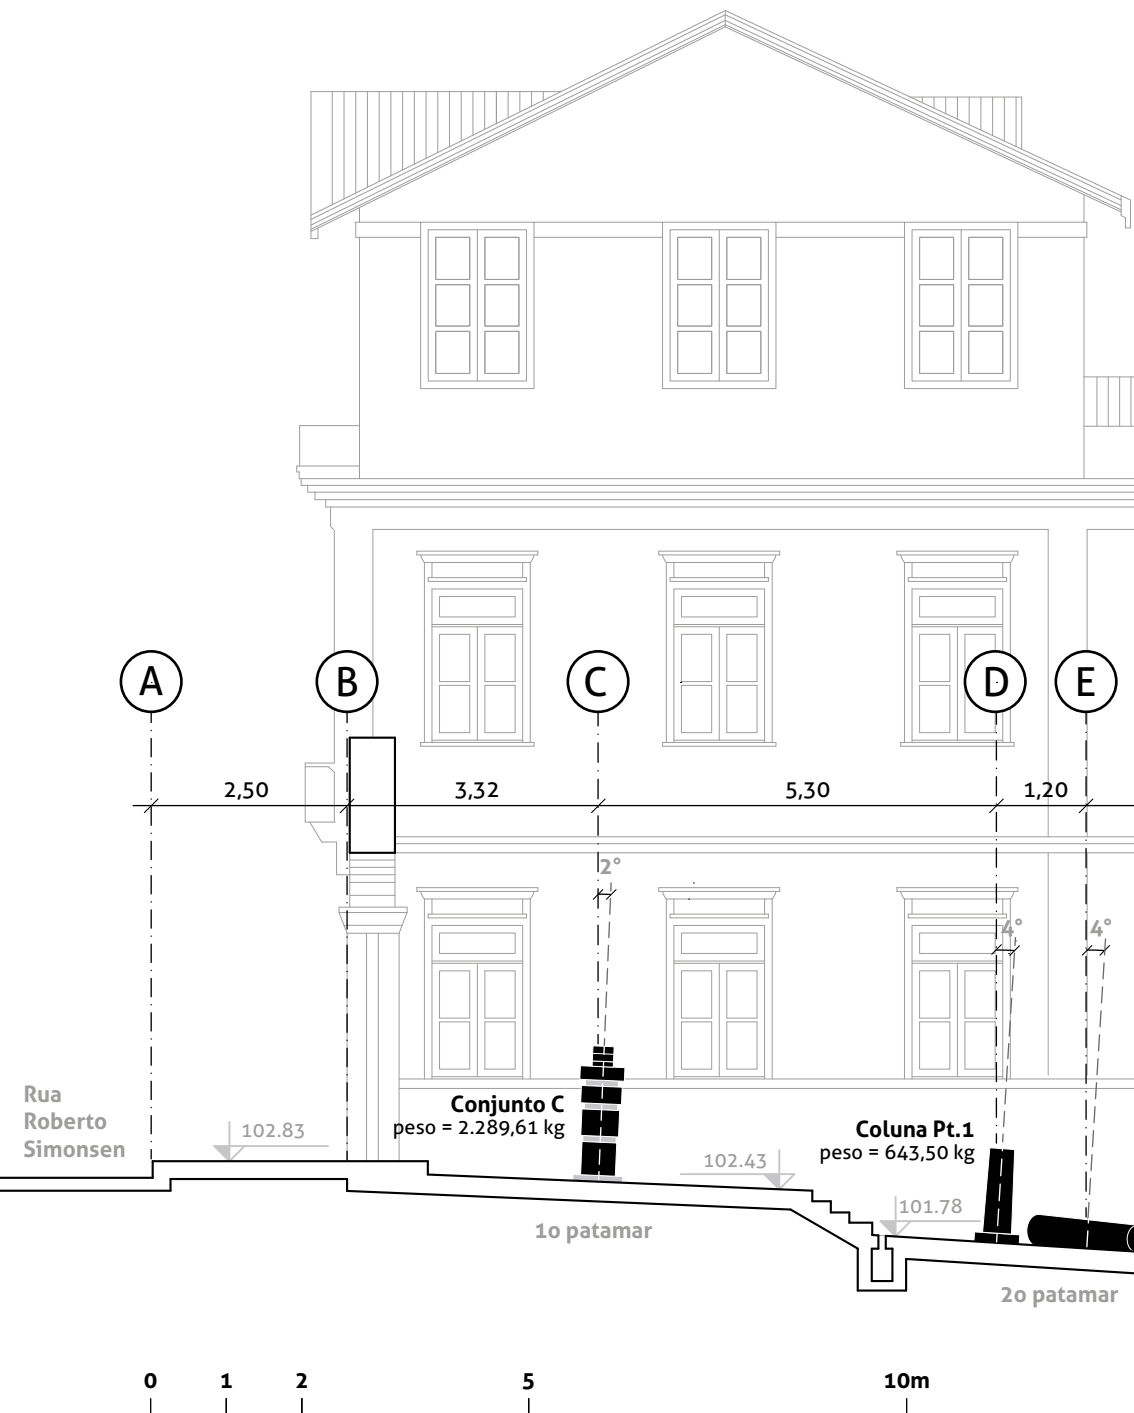 A
B
C
D
E
2,50
3,32
5,30
1,20
2°
4°
4°
Rua
Roberto
Simonsen
102.83
Conjunto C
peso = 2.289,61 kg
Coluna Pt.1
peso = 643,50 kg
102.43
101.78
1o patamar
2o patamar
0
1
2
5
10m